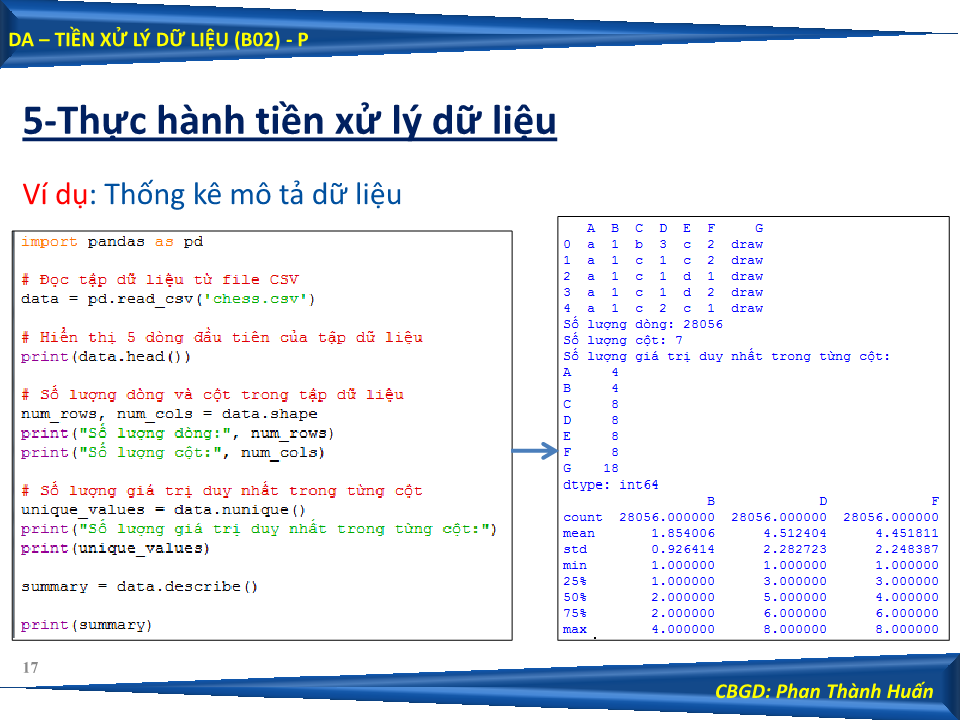 DA – TIỀN XỬ LÝ DỮ LIỆU (B02) - P
5-Thực hành tiền xử lý dữ liệu
Ví dụ: Thống kê mô tả dữ liệu
import pandas as pd
# Đọc tập dữ liệu từ file CSV
data = pd.read_csv('chess.csv')
# Hiển thị 5 dòng đầu tiên của tập dữ liệu
print(data.head())
# Số lượng dòng và cột trong tập dữ liệu
num_rows, num_cols = data.shape
print("Số lượng dòng:", num_rows)
print("Số lượng cột:", num_cols)
# Số lượng giá trị duy nhất trong từng cột
unique_values = data.nunique()
print("Số lượng giá trị duy nhất trong từng cột:")
print(unique_values)
summary = data.describe()
print(summary)
A B C D E F G
0 a 1 b 3 c 2 draw
1 a 1 c 1 c 2 draw
2 a 1 c 1 d 1 draw
3 a 1 c 1 d 2 draw
4 a 1 c 2 c 1 draw
Số lượng dòng: 28056
Số lượng cột: 7
Số lượng giá trị duy nhất trong từng cột:
A 4
B 4
C 8
D 8
E 8
F 8
G 18
dtype: int64
B D F
count 28056.000000 28056.000000 28056.000000
mean 1.854006 4.512404 4.451811
std 0.926414 2.282723 2.248387
min 1.000000 1.000000 1.000000
25% 1.000000 3.000000 3.000000
50% 2.000000 5.000000 4.000000
75% 2.000000 6.000000 6.000000
max 4.000000 8.000000 8.000000
17
CBGD: Phan Thành Huấn